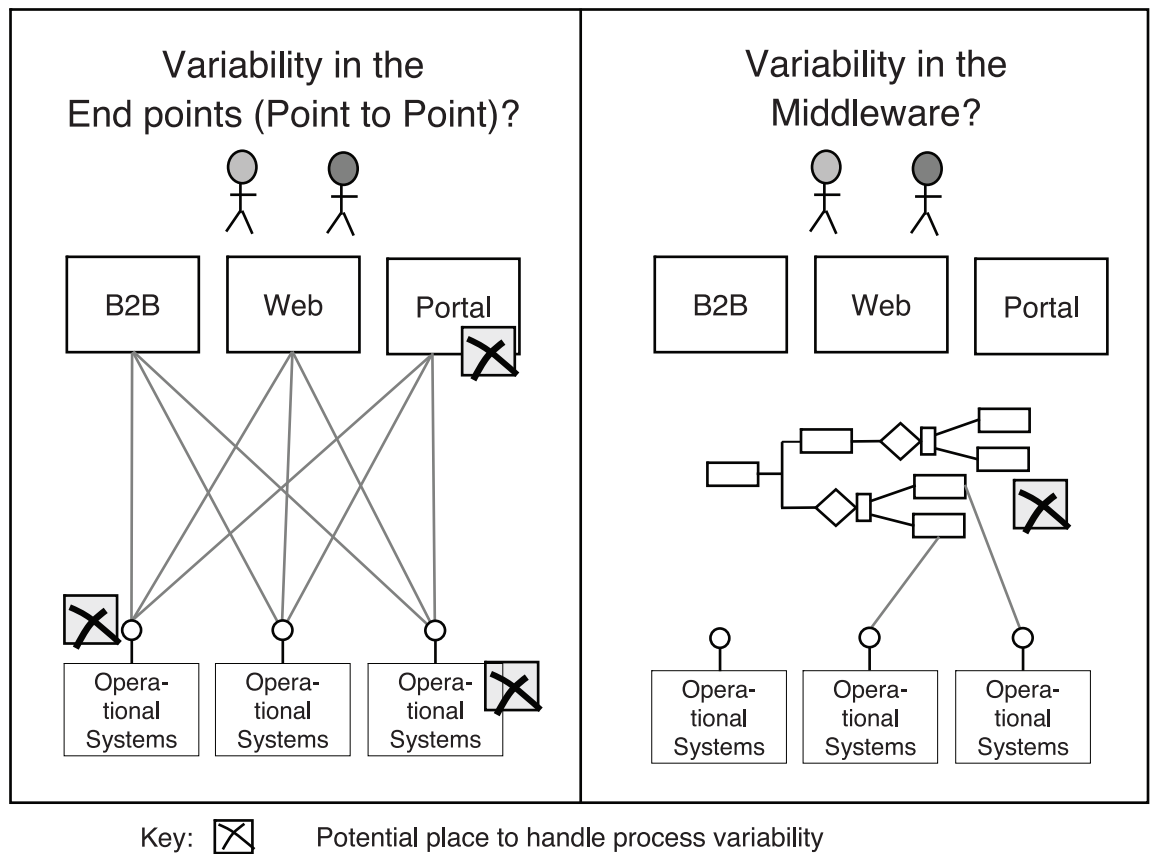 Variability in the
End points (Point to Point)?
B2B
Web
Portal
Opera-
tional
Systems
Opera-
tional
Systems
Opera-
tional
Systems
Variability in the
Middleware?
B2B
Web
Portal
Opera-
tional
Systems
Opera-
tional
Systems
Opera-
tional
Systems
Key: Potential place to handle process variability